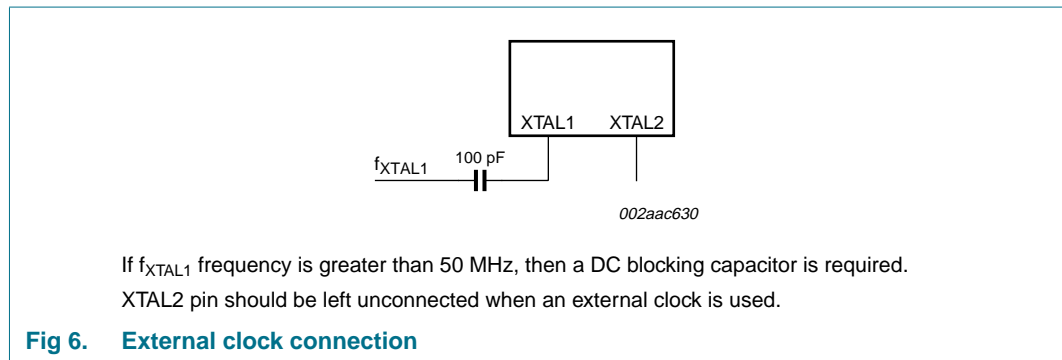 XTAL1 XTAL2
100 pF
fXTAL1
002aac630
If fXTAL1 frequency is greater than 50 MHz, then a DC blocking capacitor is required.
XTAL2 pin should be left unconnected when an external clock is used.
Fig 6. External clock connection